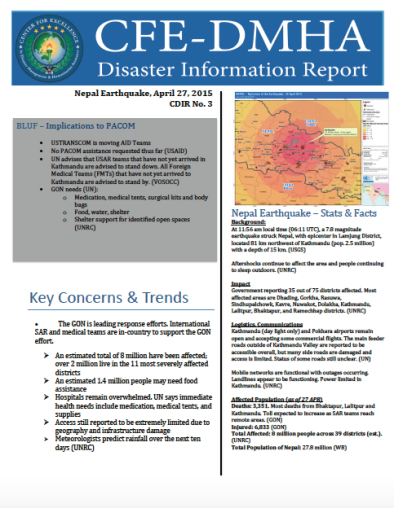 CFE-DMHA
Disaster Information Report
Nepal Earthquake, April 27, 2015
CDIR No. 3
BLUF – Implications to PACOM
• USTRANSCOM is moving AID Teams
• No PACOM assistance requested thus far (USAID)
• UN advises that USAR teams that have not yet arrived in
Kathmandu are advised to stand down. All Foreign
Medical Teams (FMTs) that have not yet arrived to
Kathmandu are advised to stand by. (VOSOCC)
• GON needs (UN):
o Medication, medical tents, surgical kits and body
bags
o Food, water, shelter
o Shelter support for identified open spaces
(UNRC)
Key Concerns & Trends
• The GON is leading response efforts. International
SAR and medical teams are in-country to support the GON
effort.
➢ An estimated total of 8 million have been affected;
over 2 million live in the 11 most severely affected
districts
➢ An estimated 1.4 million people may need food
assistance
➢ Hospitals remain overwhelmed. UN says immediate
health needs include medication, medical tents, and
supplies
➢ Access still reported to be extremely limited due to
geography and infrastructure damage
➢ Meteorologists predict rainfall over the next ten
days (UNRC)
Nepal Earthquake – Stats & Facts
Background:
At 11:56 am local time (06:11 UTC), a 7.8 magnitude
earthquake struck Nepal, with epicenter in Lamjung District,
located 81 km northwest of Kathmandu (pop. 2.5 million)
with a depth of 15 km. (USGS)
Aftershocks continue to affect the area and people continuing
to sleep outdoors. (UNRC)
Impact
Government reporting 35 out of 75 districts affected. Most
affected areas are Dhading, Gorkha, Rasuwa,
Sindhupalchowk, Kavre, Nuwakot, Dolakha, Kathmandu,
Lalitpur, Bhaktapur, and Ramechhap districts. (UNRC)
Logistics, Communications
Kathmandu (day light only) and Pokhara airports remain
open and accepting some commercial flights. The main feeder
roads outside of Kathmandu Valley are reported to be
accessible overall, but many side roads are damaged and
access is limited. Status of some roads still unclear. (UN)
Mobile networks are functional with outages occurring.
Landlines appear to be functioning. Power limited in
Kathmandu. (UNRC)
Affected Population (as of 27 APR)
Deaths: 3,351. Most deaths from Bhaktapur, Lalitpur and
Kathmandu. Toll expected to increase as SAR teams reach
remote areas. (GON)
Injured: 6,833 (GON)
Total Affected: 8 million people across 39 districts (est.).
(UNRC)
Total Population of Nepal: 27.8 million (WB)